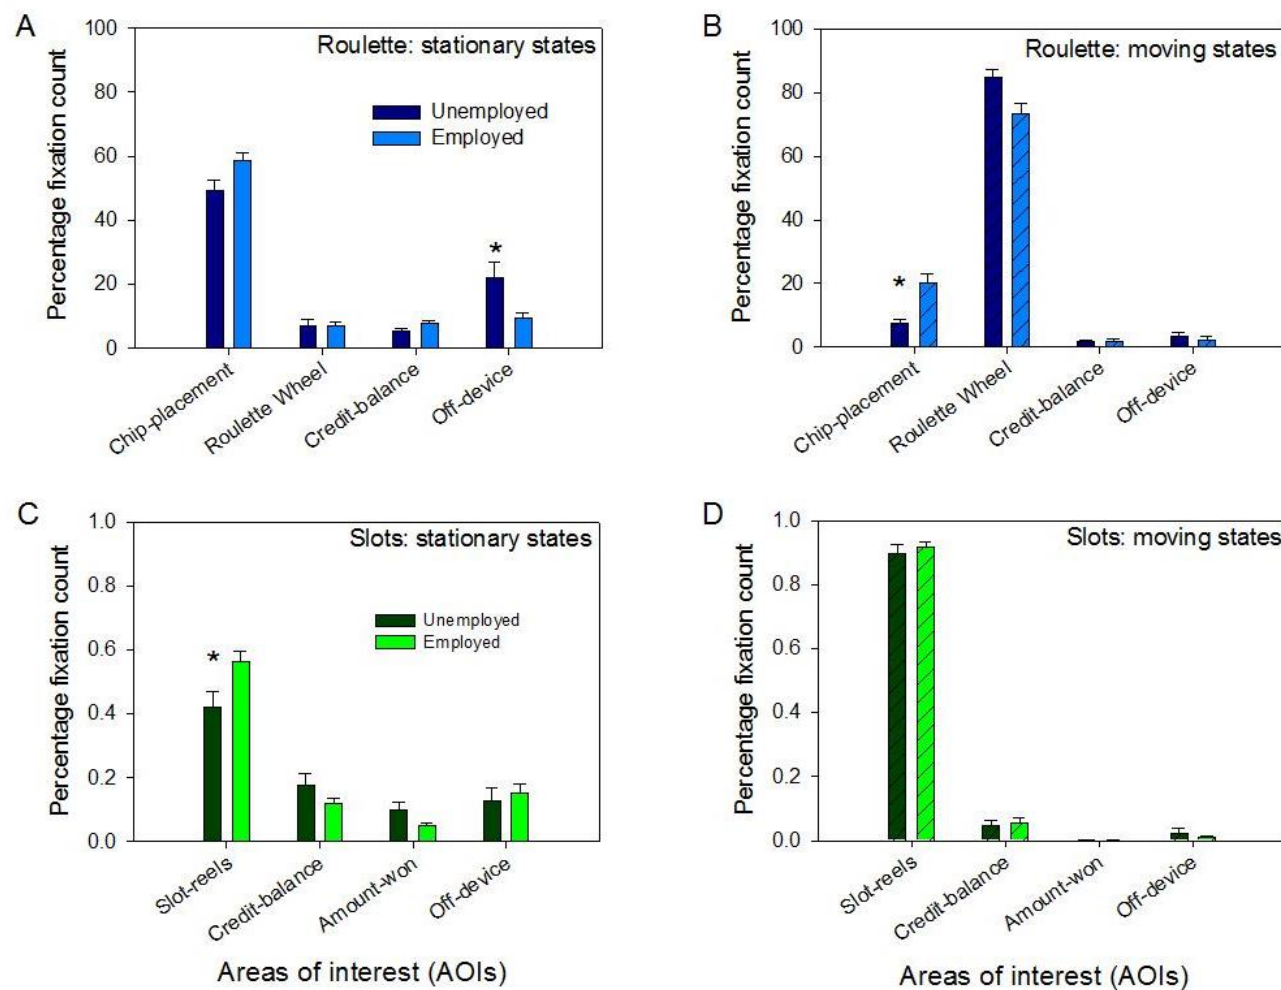 A
Roulette: stationary states
Percentage fixation count
100
80
60
40
20
0
Unemployed
Employed
*
Chip-placement
Roulette Wheel
Credit-balance
Off-device
B
Roulette: moving states
Percentage fixation count
100
80
60
40
20
0
*
Chip-placement
Roulette Wheel
Credit-balance
Off-device
C
Slots: stationary states
Percentage fixation count
1.0
0.8
0.6
0.4
0.2
0.0
Unemployed
Employed
*
Slot-reels
Credit-balance
Amount-won
Off-device
Areas of interest (AOIs)
D
Slots: moving states
Percentage fixation count
1.0
0.8
0.6
0.4
0.2
0.0
Slot-reels
Credit-balance
Amount-won
Off-device
Areas of interest (AOIs)